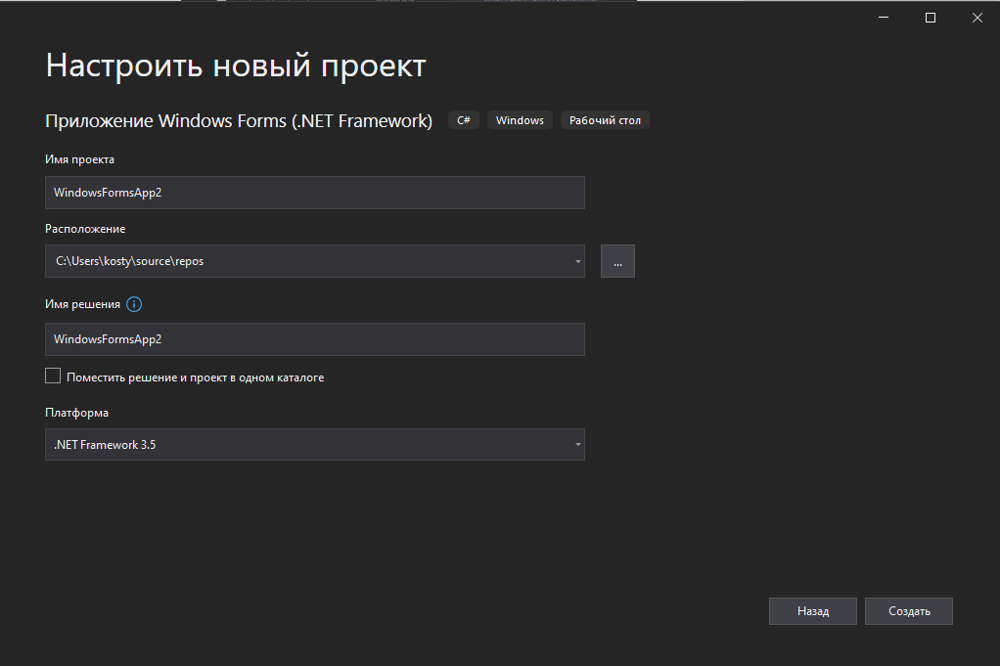 Настроить новый проект
Приложение Windows Forms (.NET Framework) C# Windows Рабочий стол
Имя проекта
WindowsFormsApp2
Расположение
C:\Users\kosty\source\repos
...
Имя решения
WindowsFormsApp2
Поместить решение и проект в одном каталоге
Платформа
.NET Framework 3.5
Назад Создать